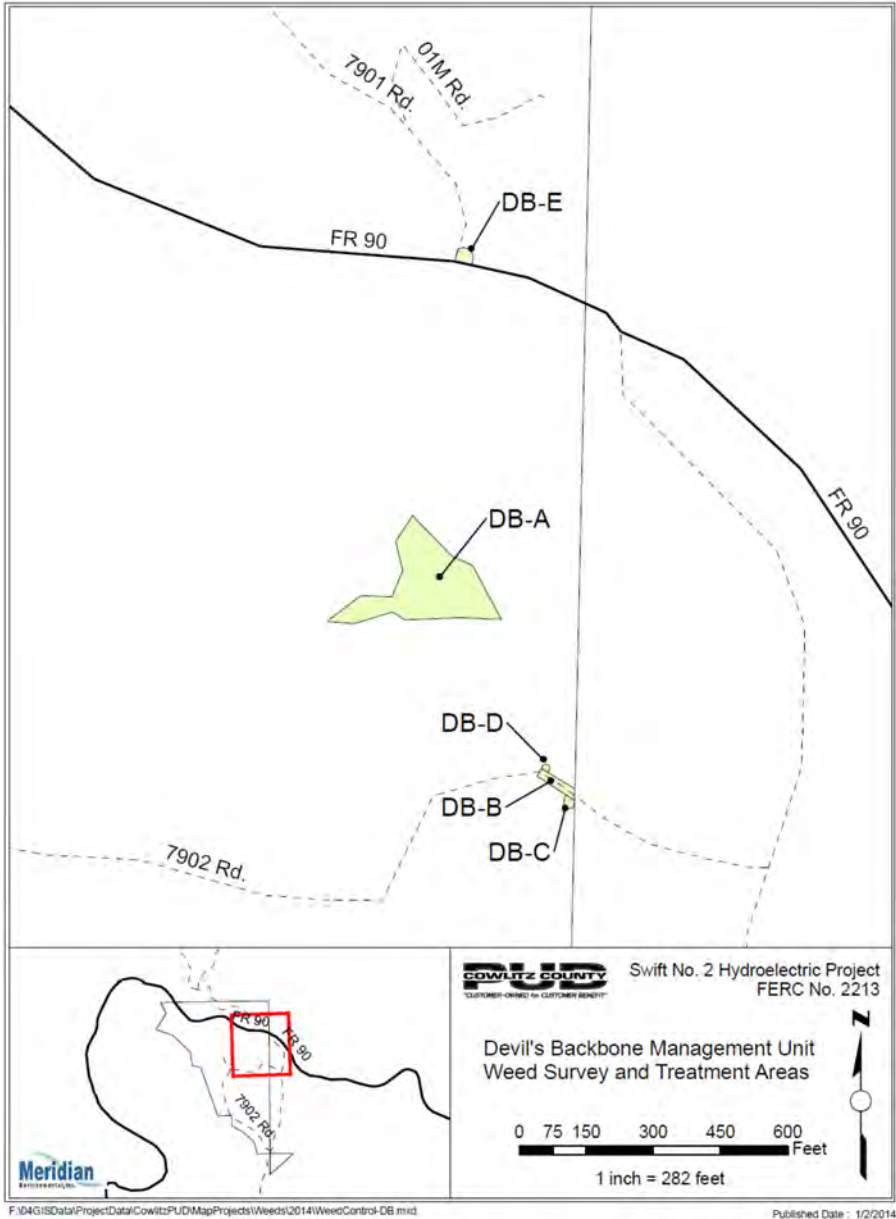 01M Rd.
7901 Rd.
DB-E
FR 90
FR 90
DB-A
DB-D
DB-B
DB-C
7902 Rd.
FR 90
FR 90
7902 Rd.
Meridian
Environmental, Inc.
COWLITZ COUNTY
PUD
"CUSTOMER-OWNED for CUSTOMER BENEFIT"
Swift No. 2 Hydroelectric Project
FERC No. 2213
Devil's Backbone Management Unit
Weed Survey and Treatment Areas
N
0 75 150 300 450 600
Feet
1 inch = 282 feet
F:\04GISData\ProjectData\CowlitzPUD\MapProjects\Weeds\2014\WeedControl-DB.mxd
Published Date : 1/2/2014